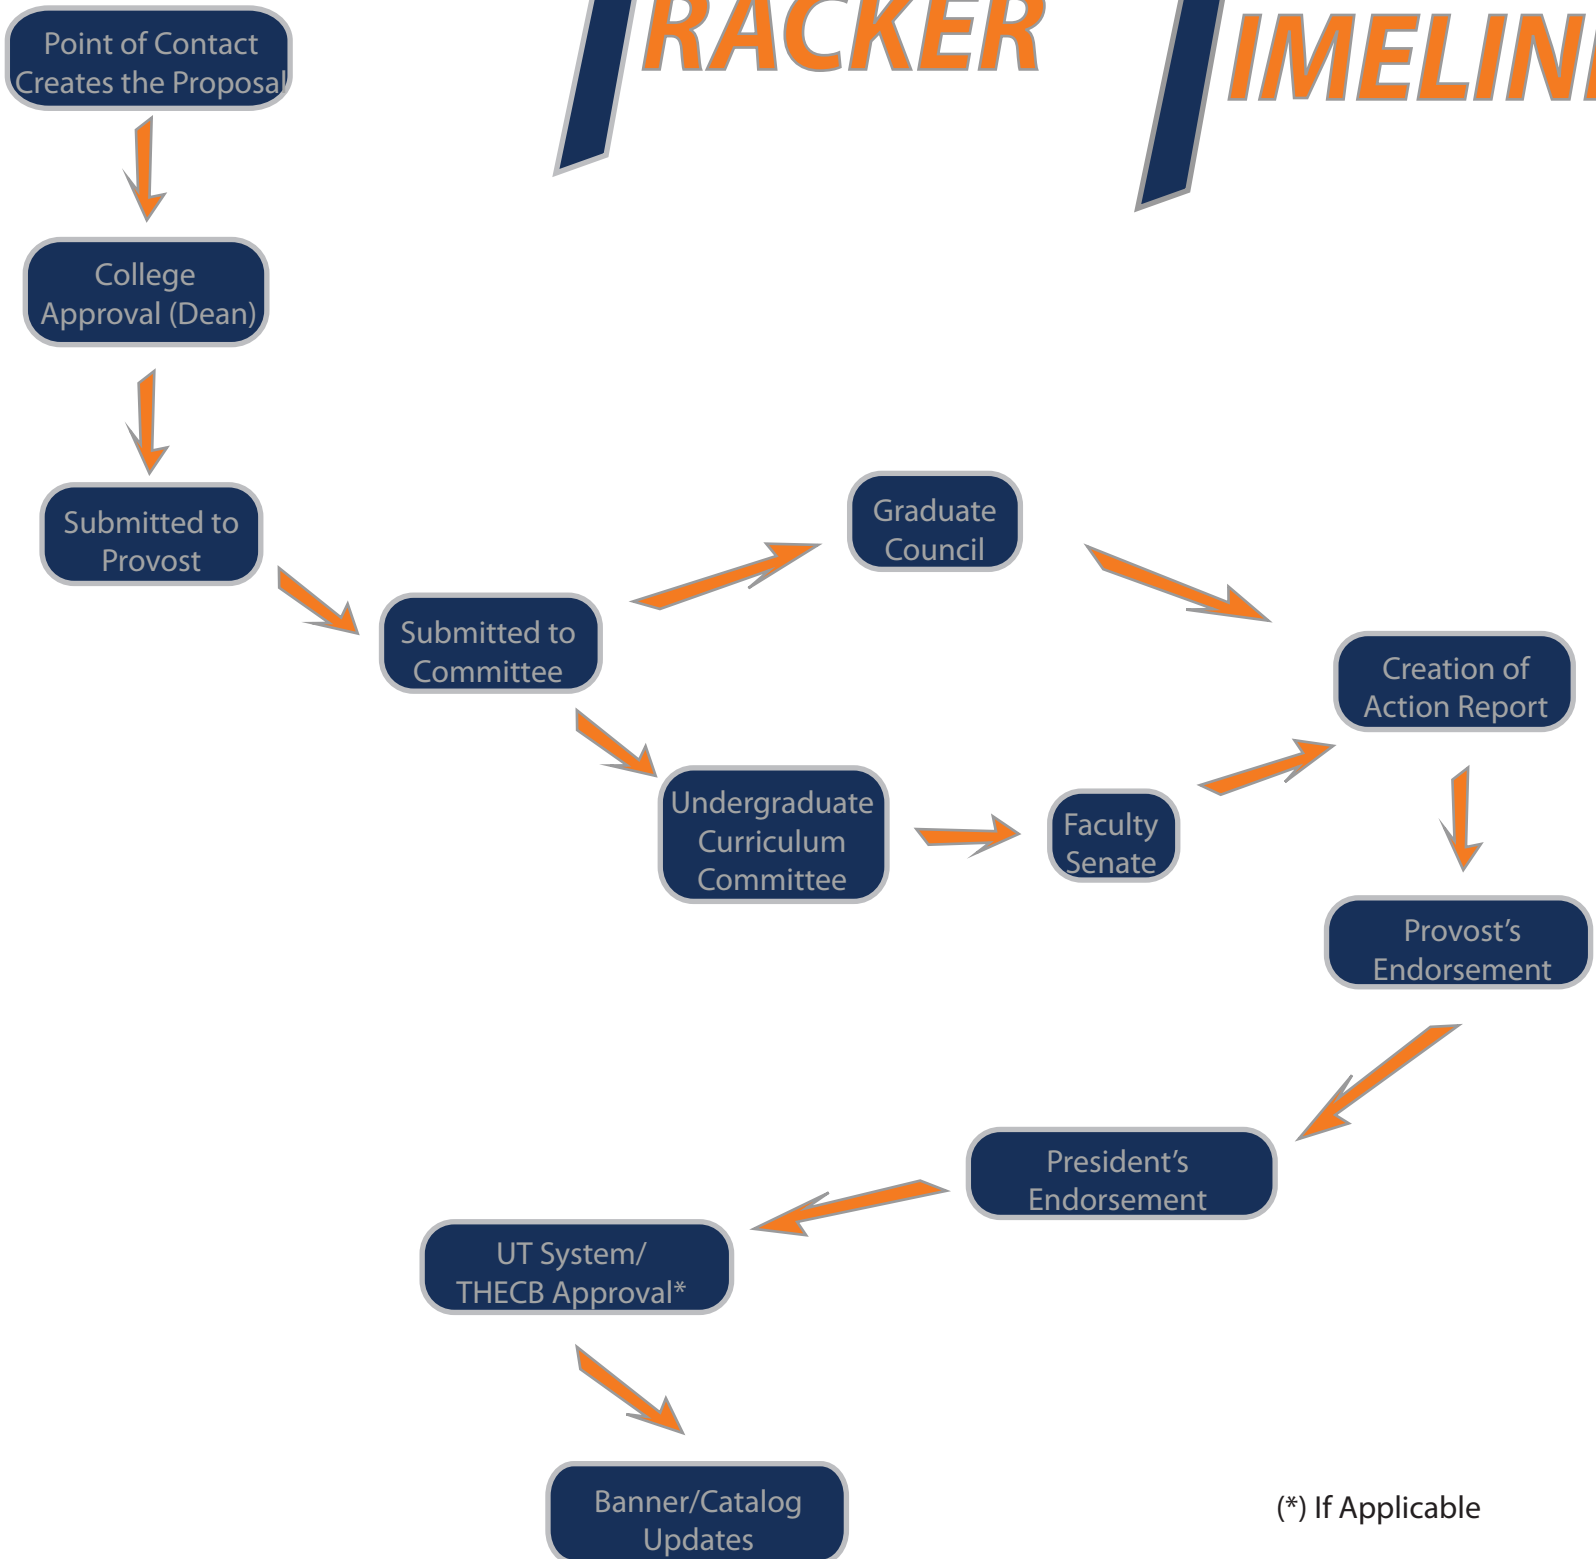 RACKER
IMELIN
Point of Contact
Creates the Proposal
College
Approval (Dean)
Submitted to
Provost
Submitted to
Committee
Graduate
Council
Undergraduate
Curriculum
Committee
Faculty
Senate
Creation of
Action Report
Provost’s
Endorsement
President’s
Endorsement
UT System/
THECB Approval*
Banner/Catalog
Updates
(*) If Applicable